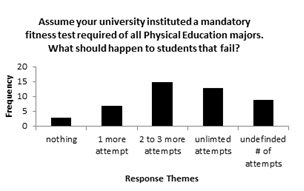 Assume your university instituted a mandatory
fitness test required of all Physical Education majors.
What should happen to students that fail?
Frequency
20
15
10
5
0
nothing
1 more
attempt
2 to 3 more
attempts
unlimted
attempts
undefinded
# of
attempts
Response Themes